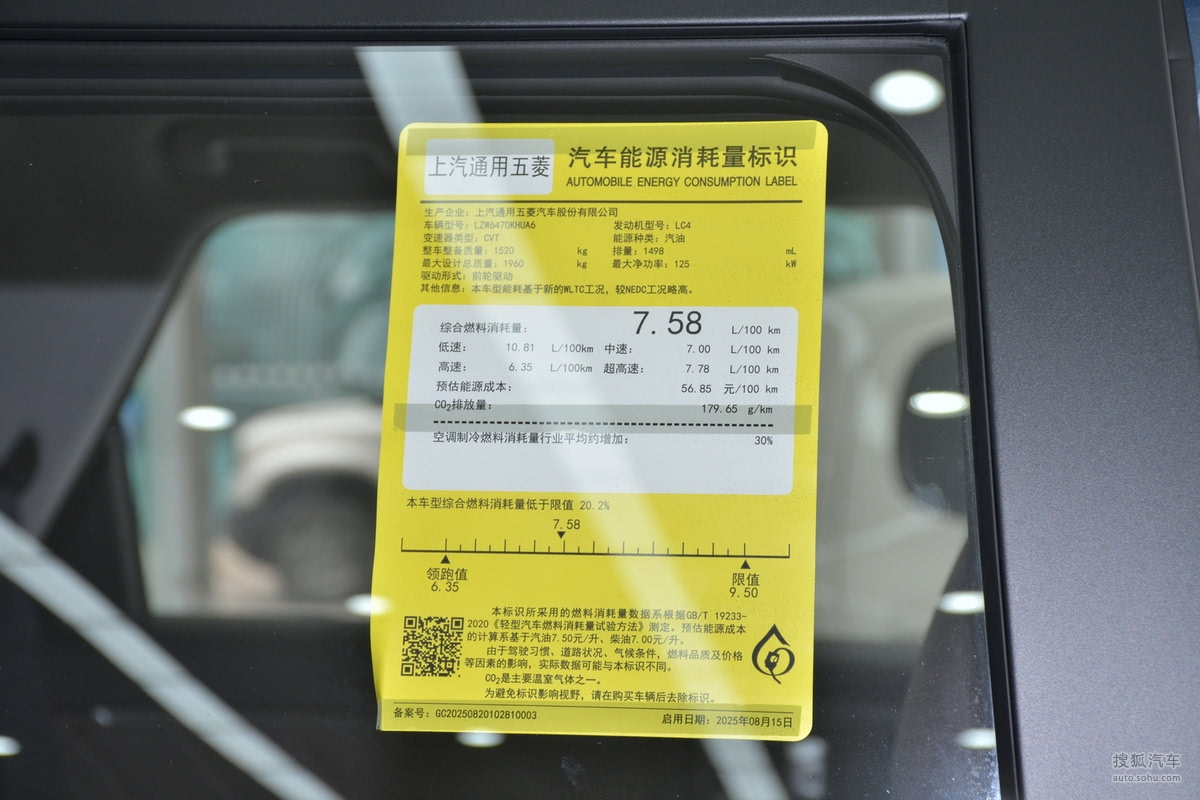 上汽通用五菱
汽车能源消耗量标识
AUTOMOBILE ENERGY CONSUMPTION LABEL
生产企业：上汽通用五菱汽车股份有限公司
车辆型号：LZW6470KHUA6 发动机型号：LC4
变速器类型：CVT 能源种类：汽油
整车整备质量：1520 kg 排量：1498 mL
最大设计总质量：1960 kg 最大净功率：125 kW
驱动形式：前轮驱动
其他信息：本车型能耗基于新的WLTC工况，较NEDC工况略高。
综合燃料消耗量： 7.58 L/100 km
低速： 10.81 L/100km 中速： 7.00 L/100 km
高速： 6.35 L/100km 超高速： 7.78 L/100 km
预估能源成本： 56.85 元/100 km
CO₂排放量： 179.65 g/km
空调制冷燃料消耗量行业平均约增加： 30%
本车型综合燃料消耗量低于限值 20.2%
7.58
领跑值 限值
6.35 9.50
本标识所采用的燃料消耗量数据系根据GB/T 19233-
2020《轻型汽车燃料消耗量试验方法》测定。预估能源成本
的计算系基于汽油7.50元/升、柴油7.00元/升。
由于驾驶习惯、道路状况、气候条件，燃料品质及价格
等因素的影响，实际数据可能与本标识不同。
CO₂是主要温室气体之一。
为避免标识影响视野，请在购买车辆后去除标识。
备案号：GC20250820102810003 启用日期：2025年08月15日
搜狐汽车
auto.sohu.com